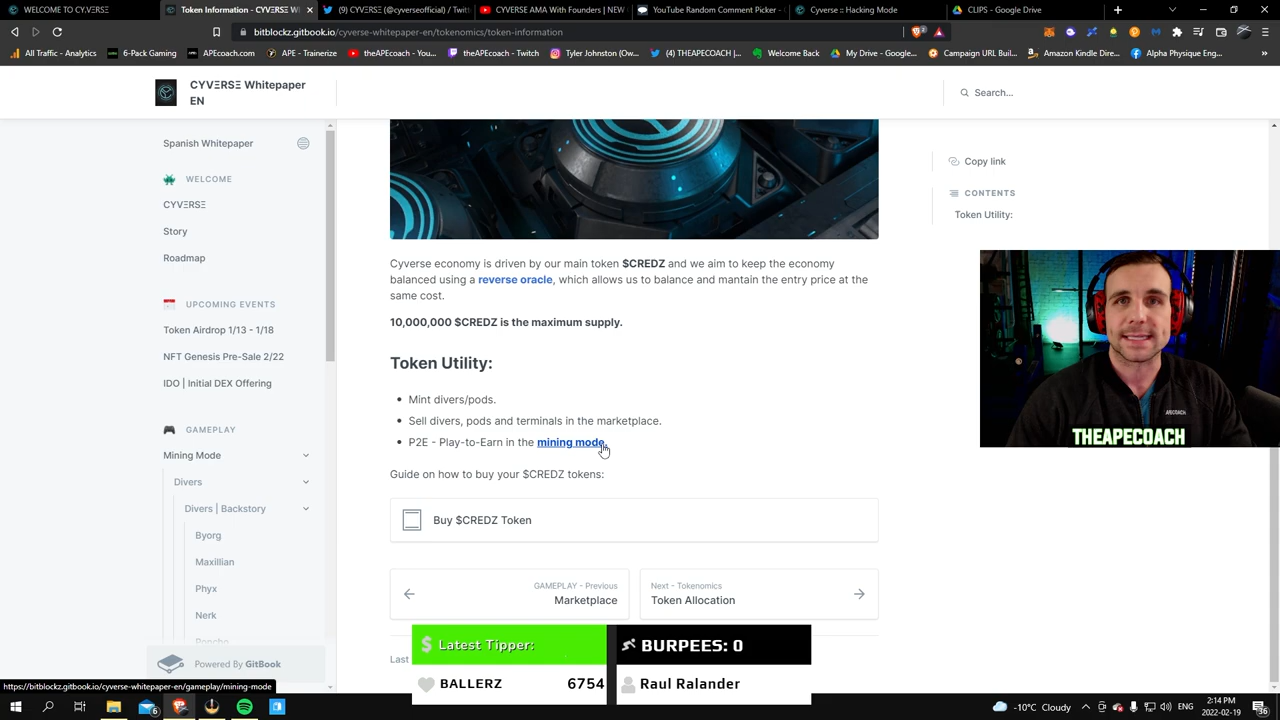 WELCOME TO CY.VERSE
Token Information - CYVERSE WI
(9) CYVERSΞ (@cyverseofficial) / Twitt
CYVERSE AMA With Founders | NEW
YouTube Random Comment Picker -
Cyverse :: Hacking Mode
CLIPS - Google Drive
bitblockz.gitbook.io/cyverse-whitepaper-en/tokenomics/token-information
All Traffic - Analytics
6-Pack Gaming
theAPEcoach - YouT...
theAPEcoach - Twitch
Tyler Johnston (Ow...
(4) THEAPECOACH...
Welcome Back
My Drive - Google...
Campaign URL Buil...
Amazon Kindle Dire...
Alpha Physique Eng...
CYVΞRSΞ Whitepaper
EN
Search...
Spanish Whitepaper
WELCOME
CYVΞRSΞ
Story
Roadmap
UPCOMING EVENTS
Token Airdrop 1/13 - 1/18
NFT Genesis Pre-Sale 2/22
IDO | Initial DEX Offering
GAMEPLAY
Mining Mode
Divers
Divers | Backstory
Byorg
Maxillian
Phyx
Nerk
Poncho
Powered By GitBook
Cyverse economy is driven by our main token $CREDZ and we aim to keep the economy
balanced using a reverse oracle, which allows us to balance and mantain the entry price at the
same cost.
10,000,000 $CREDZ is the maximum supply.
Token Utility:
Mint divers/pods.
Sell divers, pods and terminals in the marketplace.
P2E - Play-to-Earn in the mining mode.
Guide on how to buy your $CREDZ tokens:
Buy $CREDZ Token
GAMEPLAY - Previous
Marketplace
Next - Tokenomics
Token Allocation
Last
Copy link
CONTENTS
Token Utility:
THEAPECOACH
Latest Tipper:
BURPEES: 0
BALLERZ 6754
Raul Ralander
https://bitblockz.gitbook.io/cyverse-whitepaper-en/gameplay/mining-mode
-10°C Cloudy
ENG
2:14 PM
2022-02-19
36